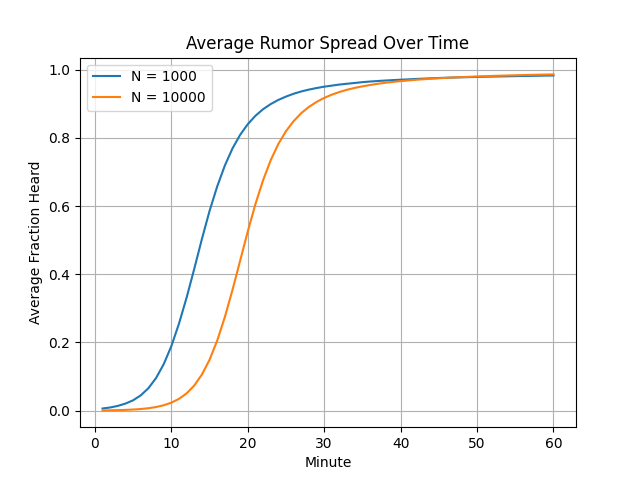 Average Rumor Spread Over Time
N = 1000
N = 10000
Average Fraction Heard
1.0
0.8
0.6
0.4
0.2
0.0
0 10 20 30 40 50 60
Minute